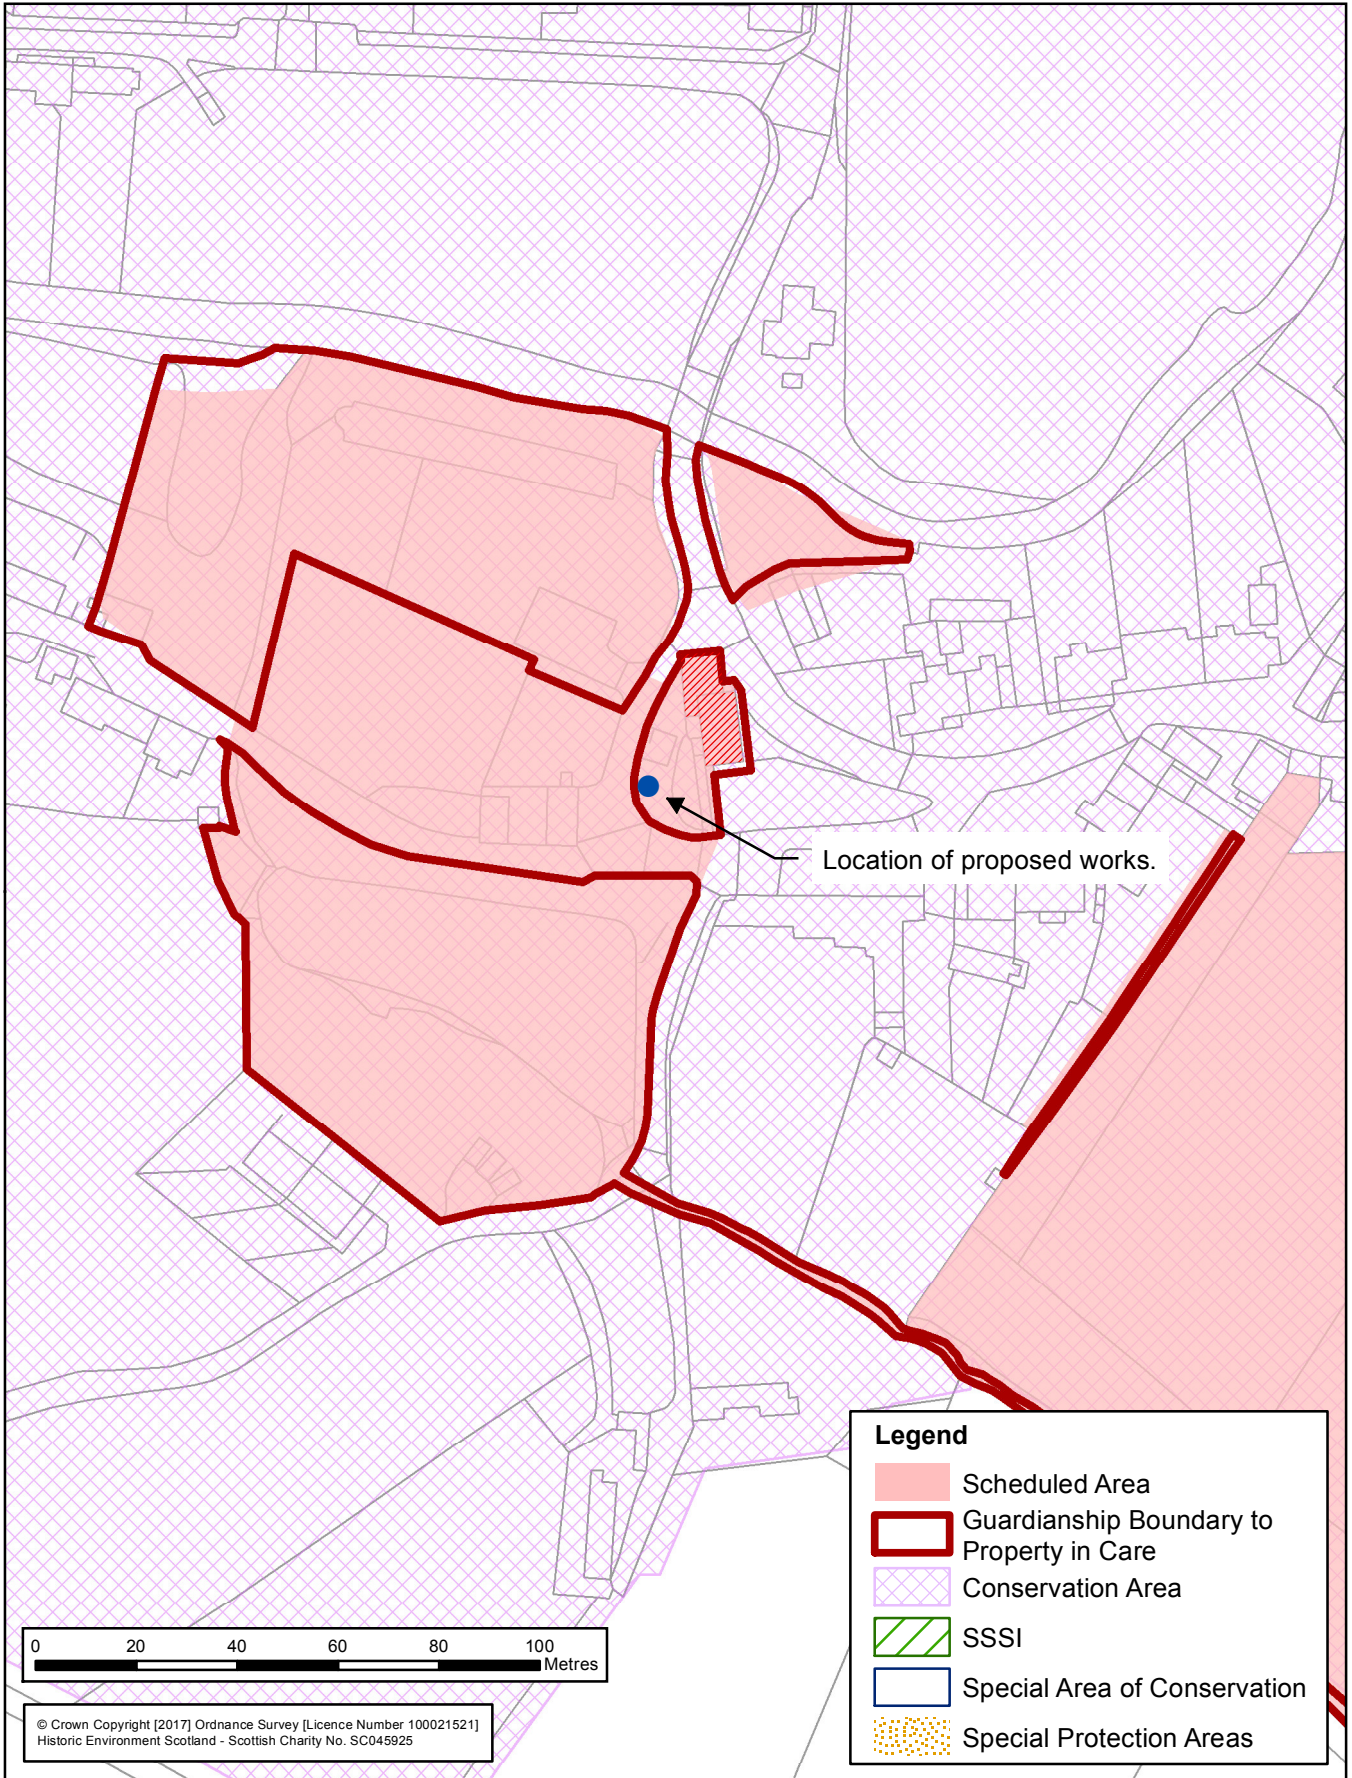 Location of proposed works.
Legend
Scheduled Area
Guardianship Boundary to
Property in Care
Conservation Area
SSSI
Special Area of Conservation
Special Protection Areas
0 20 40 60 80 100
Metres
© Crown Copyright [2017] Ordnance Survey [Licence Number 100021521]
Historic Environment Scotland - Scottish Charity No. SC045925